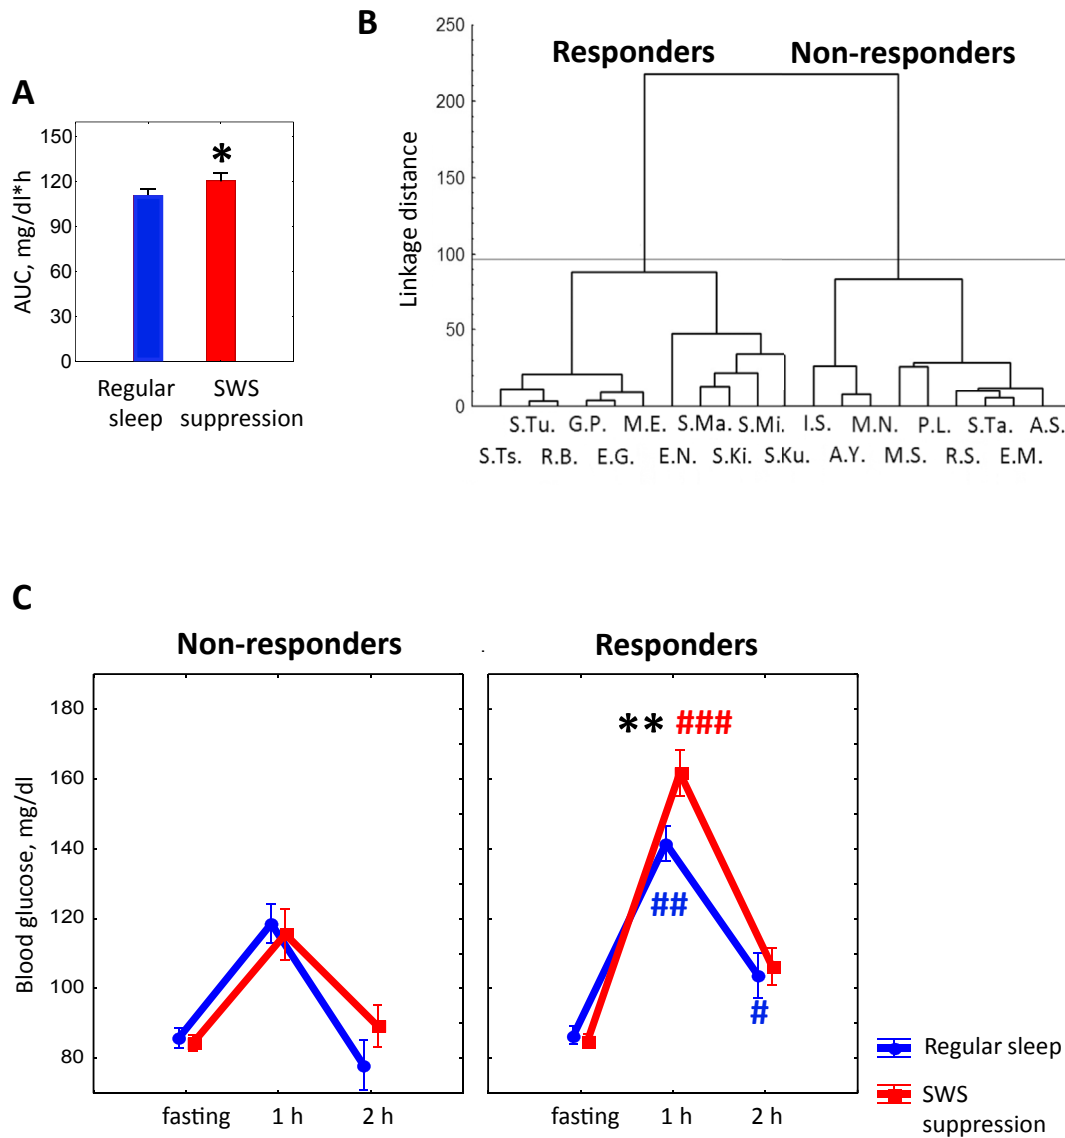 A
AUC, mg/dl*h
150
120
90
60
30
0
*
Regular
sleep
SWS
suppression
B
Responders
Non-responders
Linkage distance
250
200
150
100
50
0
S.Tu. G.P. M.E. S.Ma. S.Mi. I.S. M.N. P.L. S.Ta. A.S.
S.Ts. R.B. E.G. E.N. S.Ki. S.Ku. A.Y. M.S. R.S. E.M.
C
Non-responders
Responders
Blood glucose, mg/dl
180
160
140
120
100
80
** ###
##
#
fasting 1 h 2 h
fasting 1 h 2 h
Regular sleep
SWS
suppression